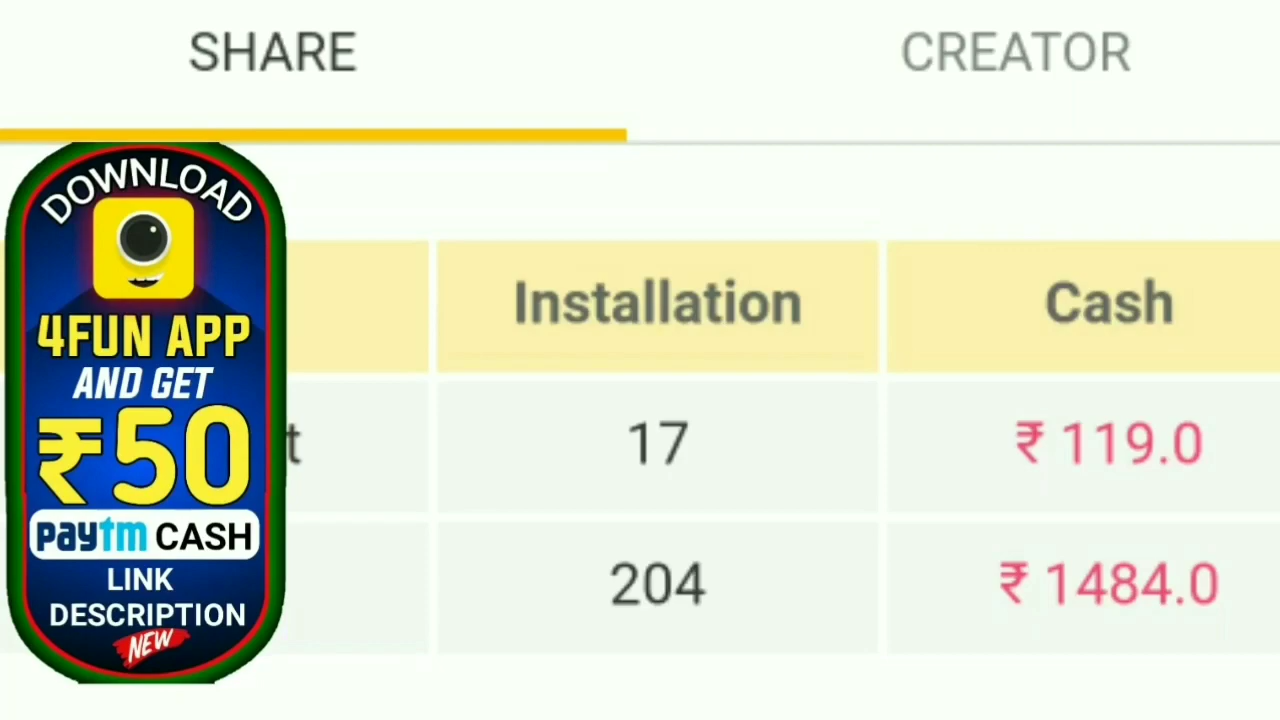 SHARE
CREATOR
DOWNLOAD
4FUN APP
AND GET
₹50
paytm CASH
LINK
DESCRIPTION
NEW
Installation
Cash
t
17
₹ 119.0
204
₹ 1484.0